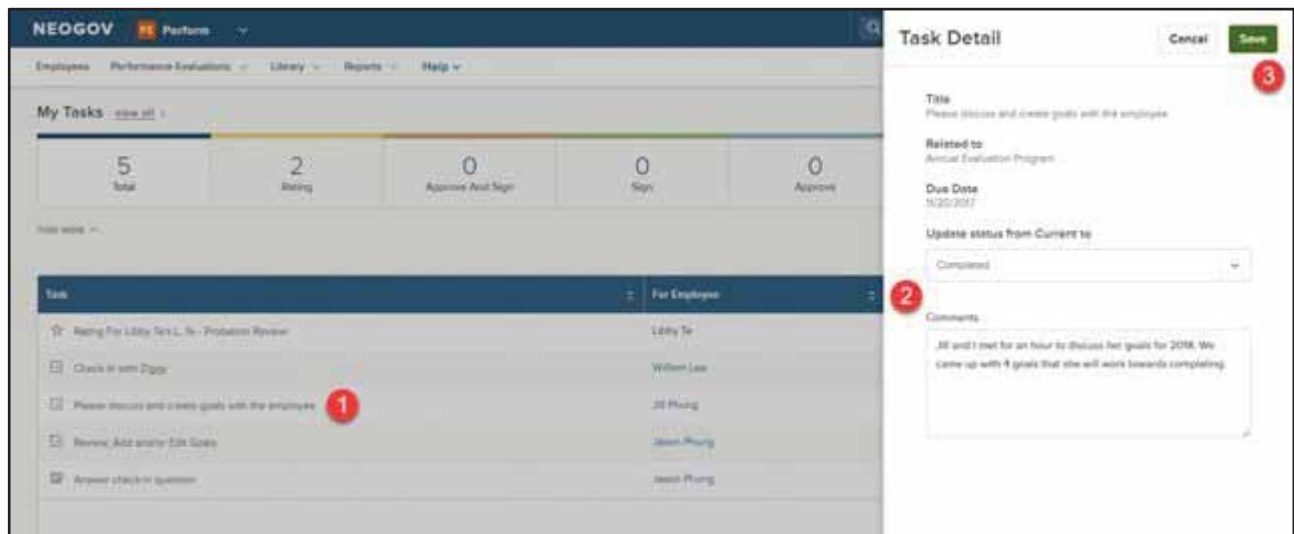 NEOGOV PE Perform
Employees Performance Evaluations Library Reports Help
My Tasks view all
5
Total
2
Rating
0
Approve And Sign
0
Sign
0
Approve
Task For Employee
Rating For Libby Te's L. Te - Probation Review Libby Te
Check in with Ziggy William Lee
Please discuss and create goals with the employee 1 Jill Phung
Review, Add and/or Edit Goals Jason Phung
Answer check-in question Jason Phung
Task Detail Cancel Save
3
Title
Please discuss and create goals with the employee
Related to
Annual Evaluation Program
Due Date
11/20/2017
Update status from Current to
Completed
2
Comments
Jill and I met for an hour to discuss her goals for 2018. We
came up with 4 goals that she will work towards completing.